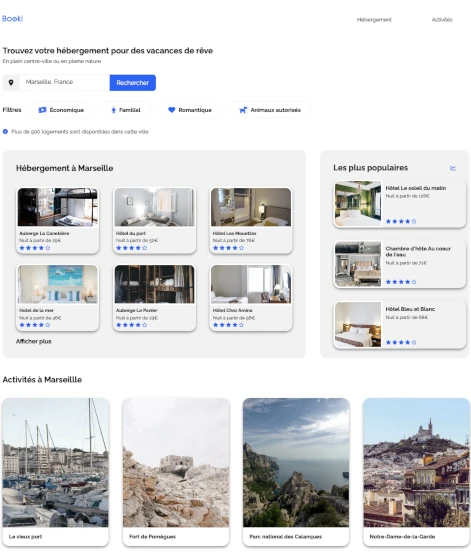 Booki
Hébergement
Activités
Trouvez votre hébergement pour des vacances de rêve
En plein centre-ville ou en pleine nature
Marseille, France
Rechercher
Filtres
Économique
Familial
Romantique
Animaux autorisés
Plus de 500 logements sont disponibles dans cette ville
Hébergement à Marseille
Auberge La Canebière
Nuit à partir de 25€
Hôtel du port
Nuit à partir de 52€
Hôtel Les Mouettes
Nuit à partir de 76€
Hôtel de la mer
Nuit à partir de 46€
Auberge Le Panier
Nuit à partir de 23€
Hôtel Chez Amina
Nuit à partir de 96€
Afficher plus
Les plus populaires
Hôtel Le soleil du matin
Nuit à partir de 128€
Chambre d'hôte Au coeur
de l'eau
Nuit à partir de 71€
Hôtel Bleu et Blanc
Nuit à partir de 68€
Activités à Marseillle
Le vieux port
Fort de Pomègues
Parc national des Calanques
Notre-Dame-de-la-Garde